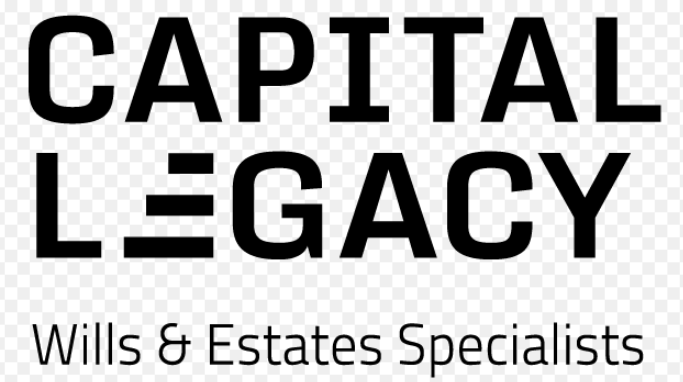 CAPITAL
LEGACY
Wills & Estates Specialists